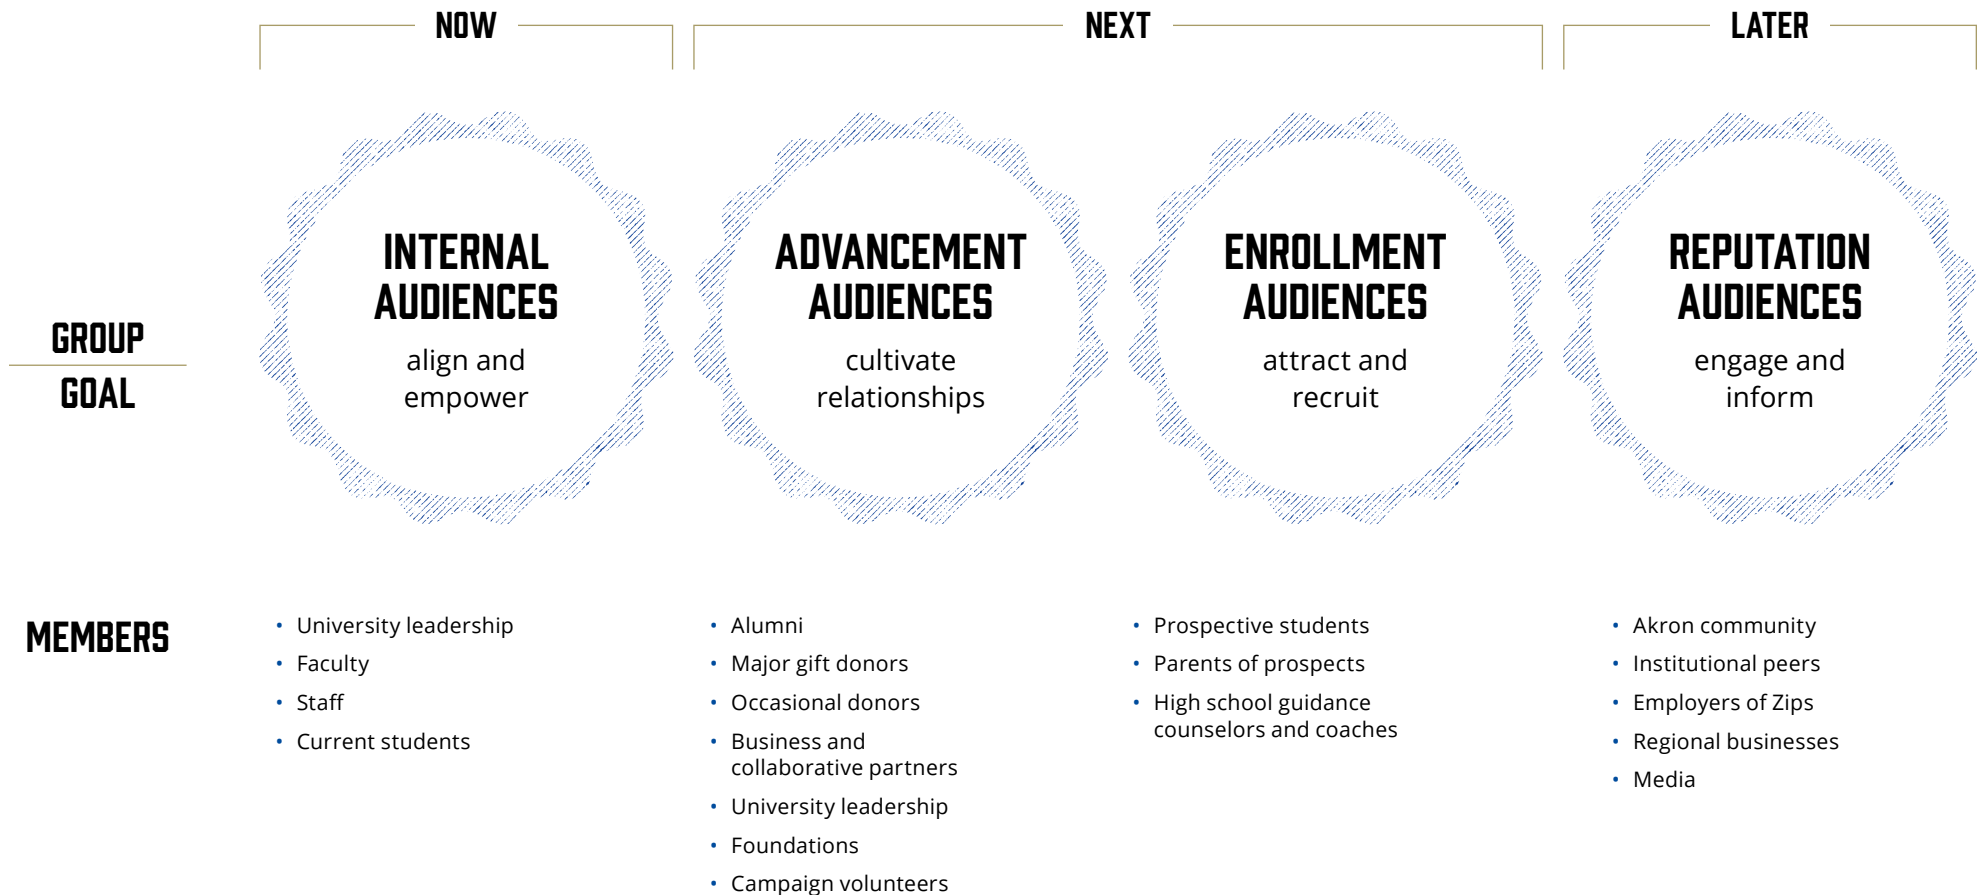 NOW
NEXT
LATER
GROUP
GOAL
INTERNAL
AUDIENCES
align and
empower
ADVANCEMENT
AUDIENCES
cultivate
relationships
ENROLLMENT
AUDIENCES
attract and
recruit
REPUTATION
AUDIENCES
engage and
inform
MEMBERS
• University leadership
• Faculty
• Staff
• Current students
• Alumni
• Major gift donors
• Occasional donors
• Business and
collaborative partners
• University leadership
• Foundations
• Campaign volunteers
• Prospective students
• Parents of prospects
• High school guidance
counselors and coaches
• Akron community
• Institutional peers
• Employers of Zips
• Regional businesses
• Media